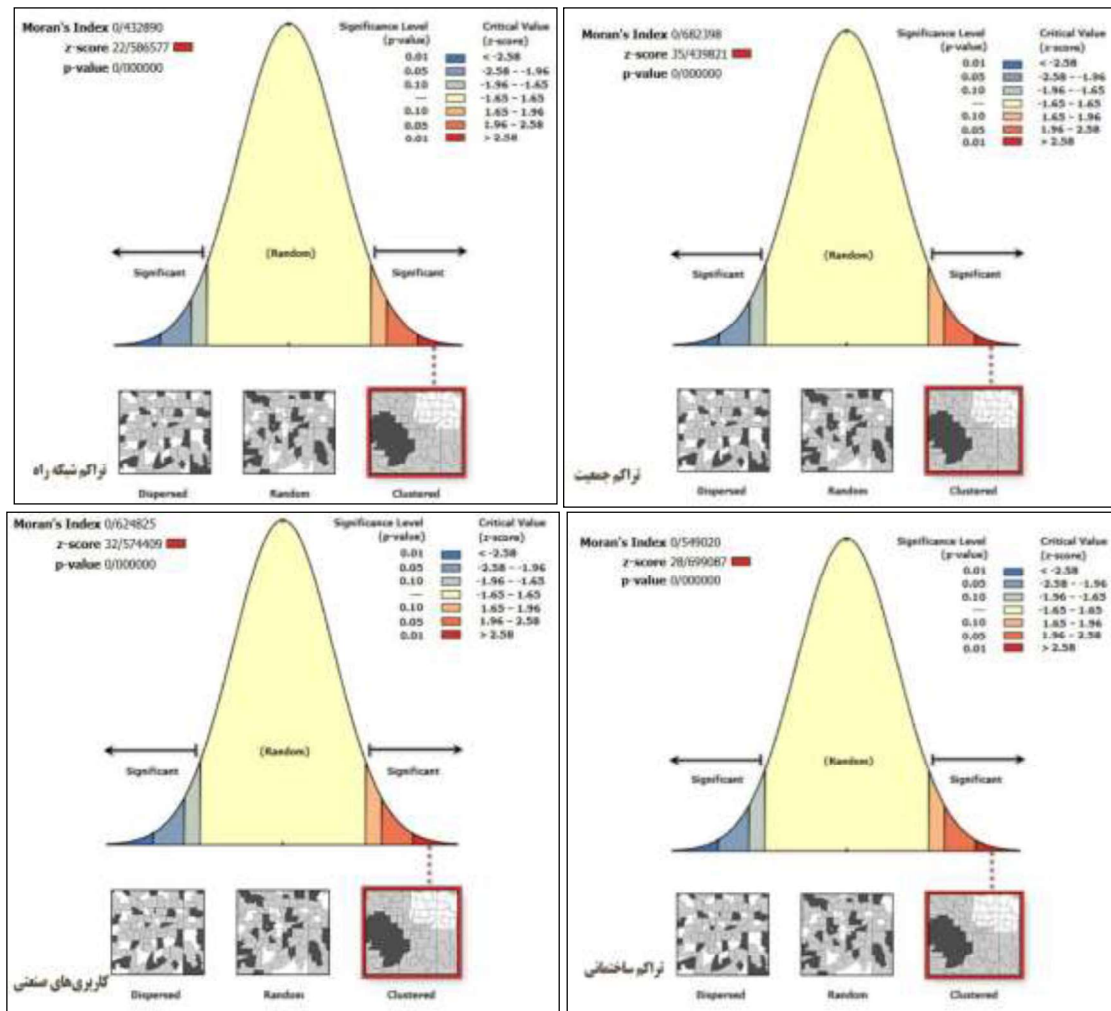 Moran's Index 0/432890
z-score 22/586577
p-value 0/000000
Significance Level (p-value)
Critical Value (z-score)
0.01 < -2.58
0.05 -2.58 - -1.96
0.10 -1.96 - -1.65
— -1.65 - 1.65
0.10 1.65 - 1.96
0.05 1.96 - 2.58
0.01 > 2.58
(Random)
Significant Significant
تراکم شبکه راه
Dispersed Random Clustered
Moran's Index 0/682398
z-score 35/439821
p-value 0/000000
Significance Level (p-value)
Critical Value (z-score)
0.01 < -2.58
0.05 -2.58 - -1.96
0.10 -1.96 - -1.65
— -1.65 - 1.65
0.10 1.65 - 1.96
0.05 1.96 - 2.58
0.01 > 2.58
(Random)
Significant Significant
تراکم جمعیت
Dispersed Random Clustered
Moran's Index 0/624825
z-score 32/574409
p-value 0/000000
Significance Level (p-value)
Critical Value (z-score)
0.01 < -2.58
0.05 -2.58 - -1.96
0.10 -1.96 - -1.65
— -1.65 - 1.65
0.10 1.65 - 1.96
0.05 1.96 - 2.58
0.01 > 2.58
(Random)
Significant Significant
کاربری‌های صنعتی
Dispersed Random Clustered
Moran's Index 0/549020
z-score 28/699087
p-value 0/000000
Significance Level (p-value)
Critical Value (z-score)
0.01 < -2.58
0.05 -2.58 - -1.96
0.10 -1.96 - -1.65
— -1.65 - 1.65
0.10 1.65 - 1.96
0.05 1.96 - 2.58
0.01 > 2.58
(Random)
Significant Significant
تراکم ساختمانی
Dispersed Random Clustered